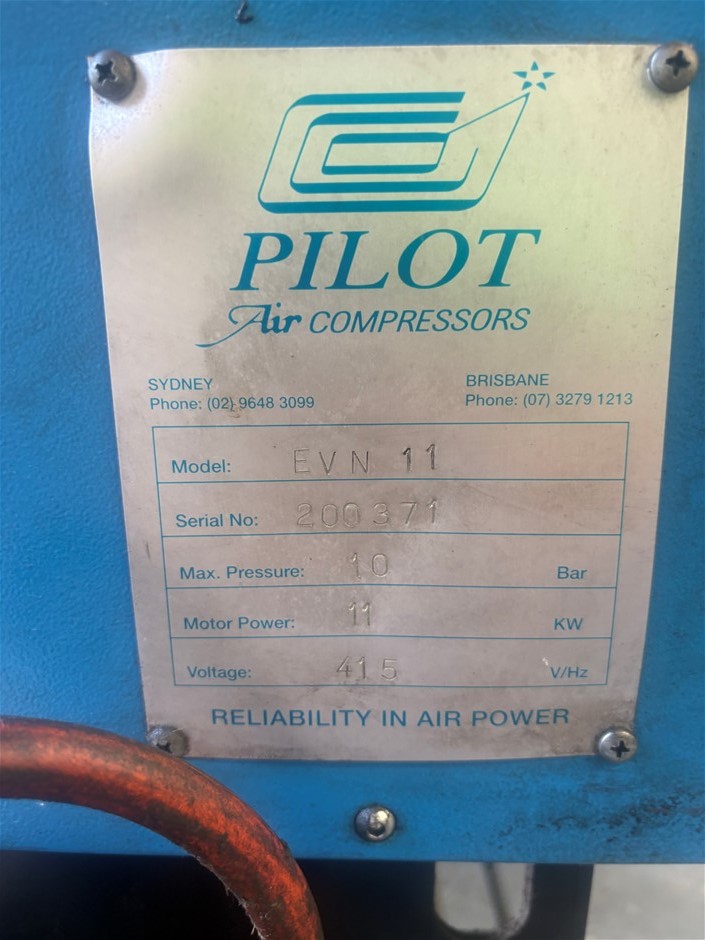 PILOT
Air COMPRESSORS
SYDNEY
Phone: (02) 9648 3099
BRISBANE
Phone: (07) 3279 1213
Model: EVN 11
Serial No: 200371
Max. Pressure: 10 Bar
Motor Power: 11 KW
Voltage: 415 V/Hz
RELIABILITY IN AIR POWER